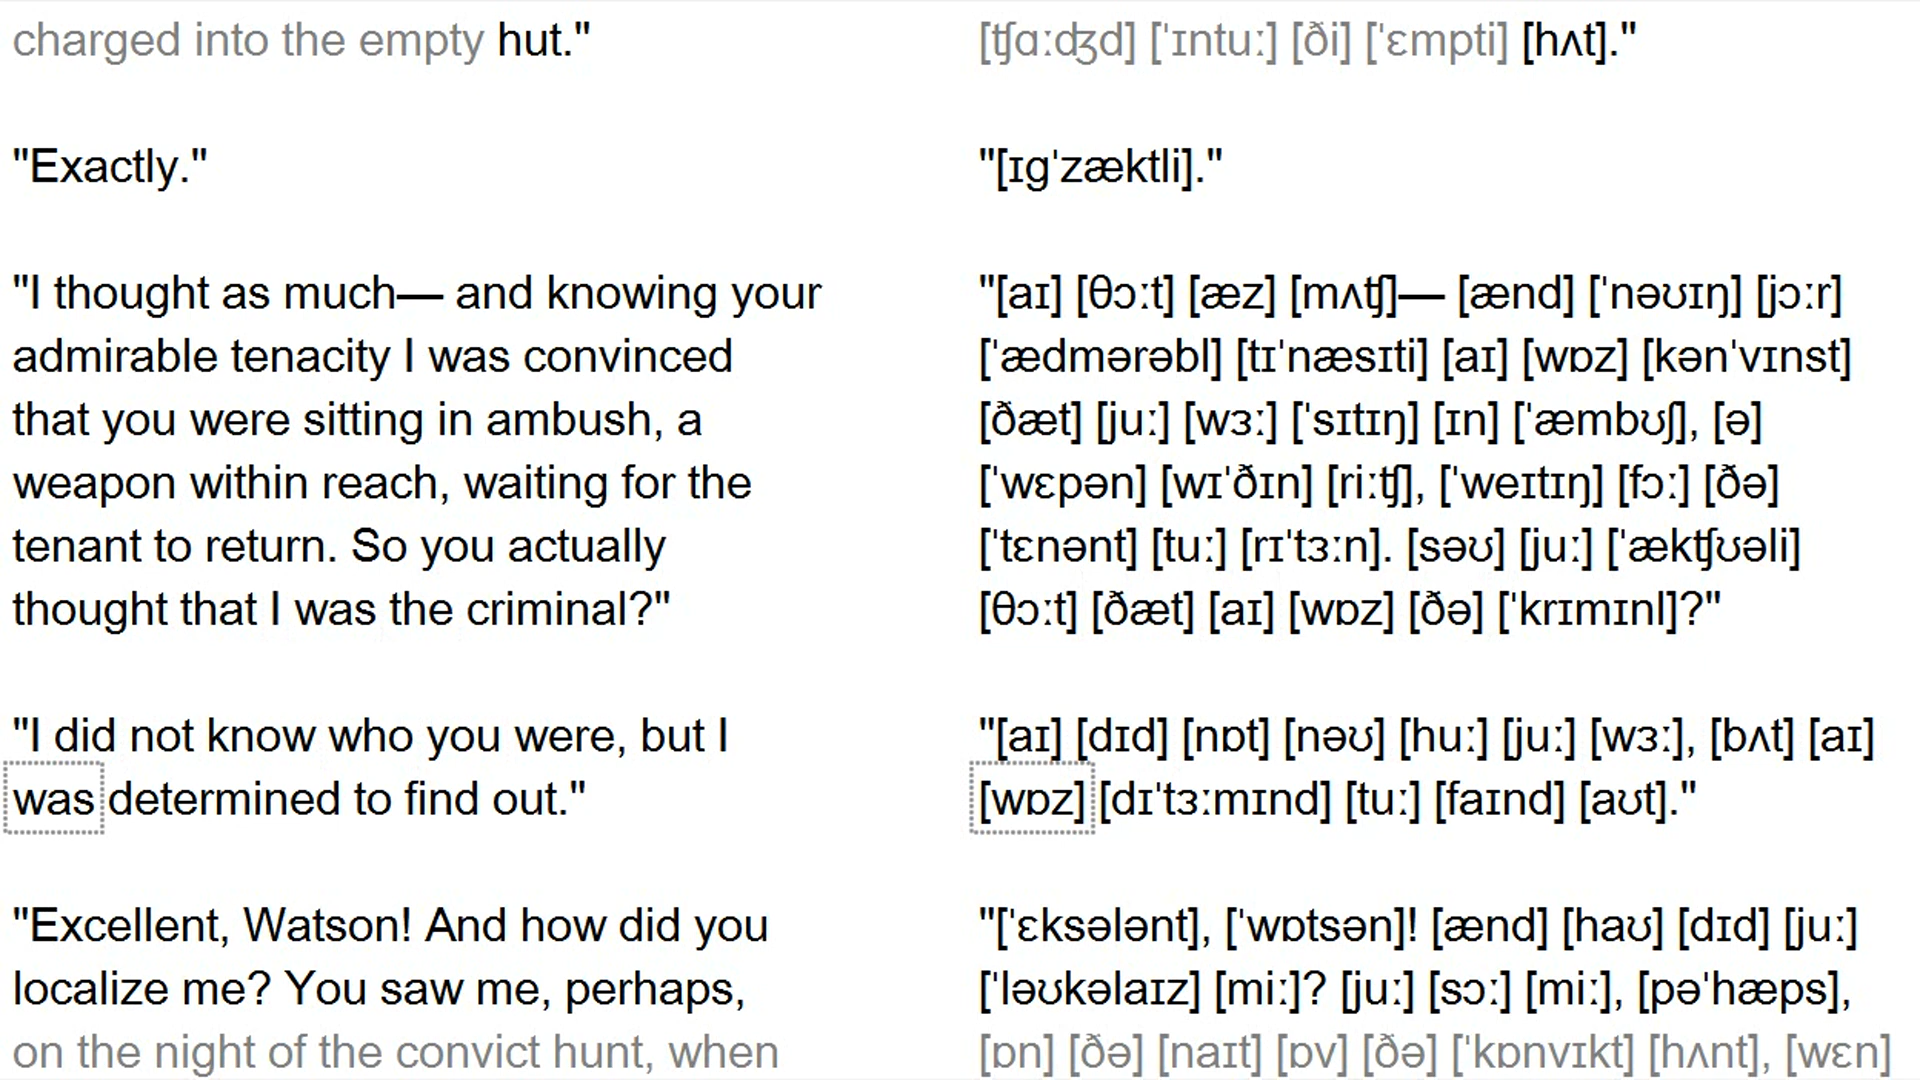 charged into the empty hut."
"Exactly."
"I thought as much— and knowing your
admirable tenacity I was convinced
that you were sitting in ambush, a
weapon within reach, waiting for the
tenant to return. So you actually
thought that I was the criminal?"
"I did not know who you were, but I
was determined to find out."
"Excellent, Watson! And how did you
localize me? You saw me, perhaps,
on the night of the convict hunt, when
[ʧɑːʤd] [ˈɪntuː] [ði] [ˈɛmpti] [hʌt]."
"[ɪgˈzæktli]."
"[aɪ] [θɔːt] [æz] [mʌʧ]— [ænd] [ˈnəʊɪŋ] [jɔːr]
[ˈædmərəbl] [tɪˈnæsɪti] [aɪ] [wɒz] [kənˈvɪnst]
[ðæt] [juː] [wɜː] [ˈsɪtɪŋ] [ɪn] [ˈæmbʊʃ], [ə]
[ˈwɛpən] [wɪˈðɪn] [riːʧ], [ˈweɪtɪŋ] [fɔː] [ðə]
[ˈtɛnənt] [tuː] [rɪˈtɜːn]. [səʊ] [juː] [ˈækʧʊəli]
[θɔːt] [ðæt] [aɪ] [wɒz] [ðə] [ˈkrɪmɪnl]?"
"[aɪ] [dɪd] [nɒt] [nəʊ] [huː] [juː] [wɜː], [bʌt] [aɪ]
[wɒz] [dɪˈtɜːmɪnd] [tuː] [faɪnd] [aʊt]."
"[ˈɛksələnt], [ˈwɒtsən]! [ænd] [haʊ] [dɪd] [juː]
[ˈləʊkəlaɪz] [miː]? [juː] [sɔː] [miː], [pəˈhæps],
[ɒn] [ðə] [naɪt] [ɒv] [ðə] [ˈkɒnvɪkt] [hʌnt], [wɛn]